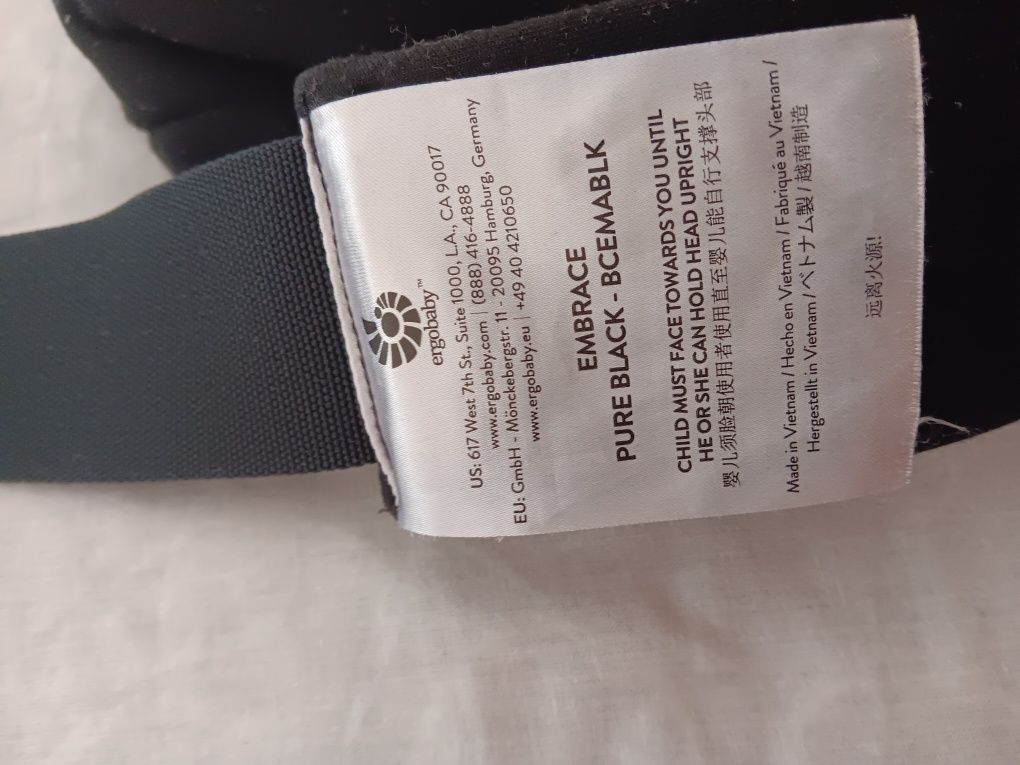 ergobaby™
US: 617 West 7th St., Suite 1000, L.A., CA 90017
www.ergobaby.com | (888) 416-4888
EU: GmbH - Mönckebergstr. 11 - 20095 Hamburg, Germany
www.ergobaby.eu | +49 40 4210650
EMBRACE
PURE BLACK - BCEMABLK
CHILD MUST FACE TOWARDS YOU UNTIL
HE OR SHE CAN HOLD HEAD UPRIGHT
婴儿须脸朝使用者使用直至婴儿能自行支撑头部
Made in Vietnam / Hecho en Vietnam / Fabriqué au Vietnam /
Hergestellt in Vietnam / ベトナム製 / 越南制造
远离火源!